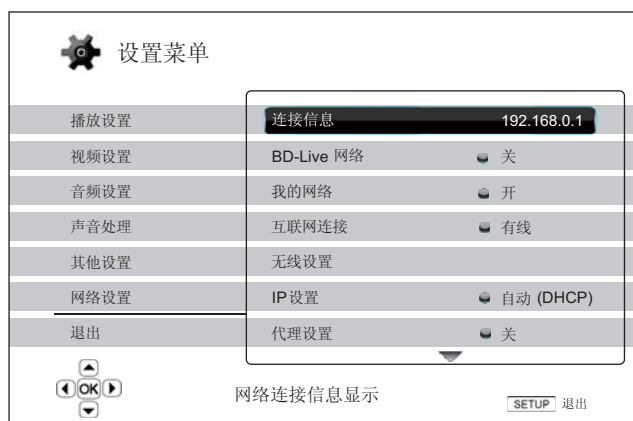 设置菜单
播放设置 连接信息 192.168.0.1
视频设置 BD-Live 网络 关
音频设置 我的网络 开
声音处理 互联网连接 有线
其他设置 无线设置
网络设置 IP设置 自动 (DHCP)
退出 代理设置 关
OK 网络连接信息显示 SETUP 退出